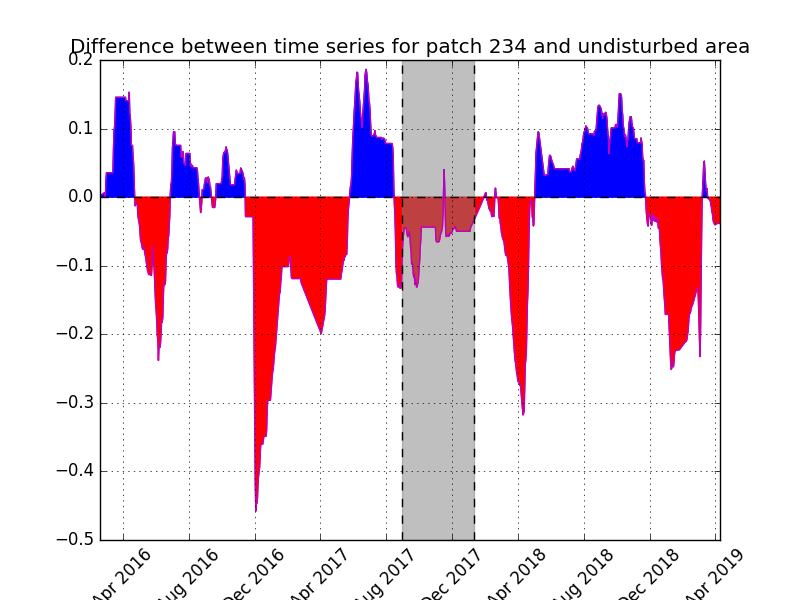 Difference between time series for patch 234 and undisturbed area
0.2
0.1
0.0
−0.1
−0.2
−0.3
−0.4
−0.5
Apr 2016
Aug 2016
Dec 2016
Apr 2017
Aug 2017
Dec 2017
Apr 2018
Aug 2018
Dec 2018
Apr 2019